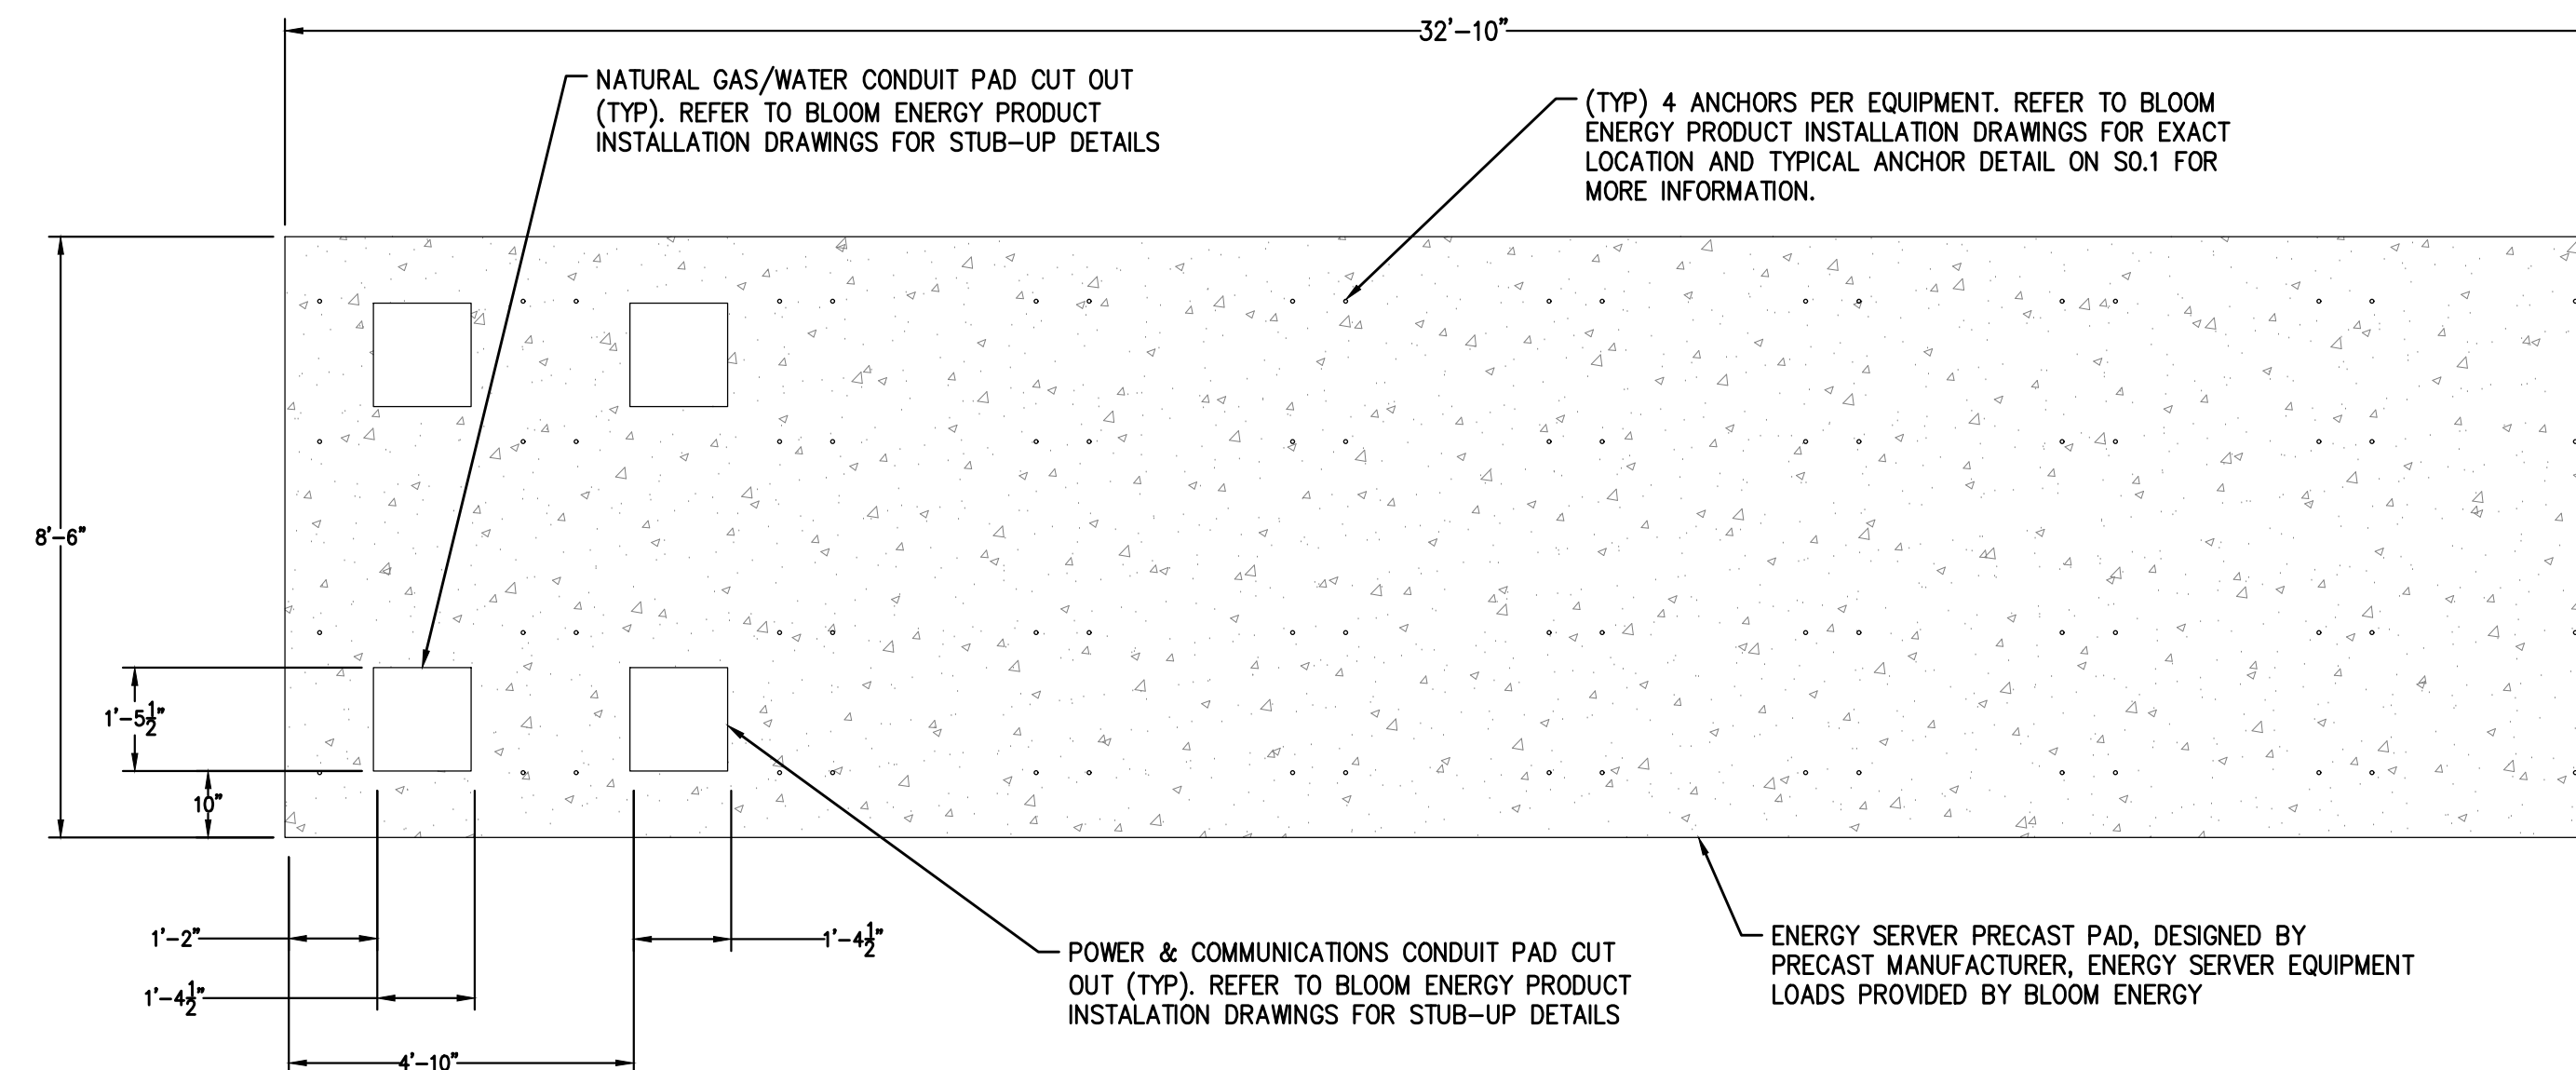 32'-10"
NATURAL GAS/WATER CONDUIT PAD CUT OUT
(TYP). REFER TO BLOOM ENERGY PRODUCT
INSTALLATION DRAWINGS FOR STUB-UP DETAILS
(TYP) 4 ANCHORS PER EQUIPMENT. REFER TO BLOOM
ENERGY PRODUCT INSTALLATION DRAWINGS FOR EXACT
LOCATION AND TYPICAL ANCHOR DETAIL ON S0.1 FOR
MORE INFORMATION.
8'-6"
1'-5½"
10"
1'-2"
1'-4½"
1'-4½"
4'-10"
POWER & COMMUNICATIONS CONDUIT PAD CUT
OUT (TYP). REFER TO BLOOM ENERGY PRODUCT
INSTALATION DRAWINGS FOR STUB-UP DETAILS
ENERGY SERVER PRECAST PAD, DESIGNED BY
PRECAST MANUFACTURER, ENERGY SERVER EQUIPMENT
LOADS PROVIDED BY BLOOM ENERGY